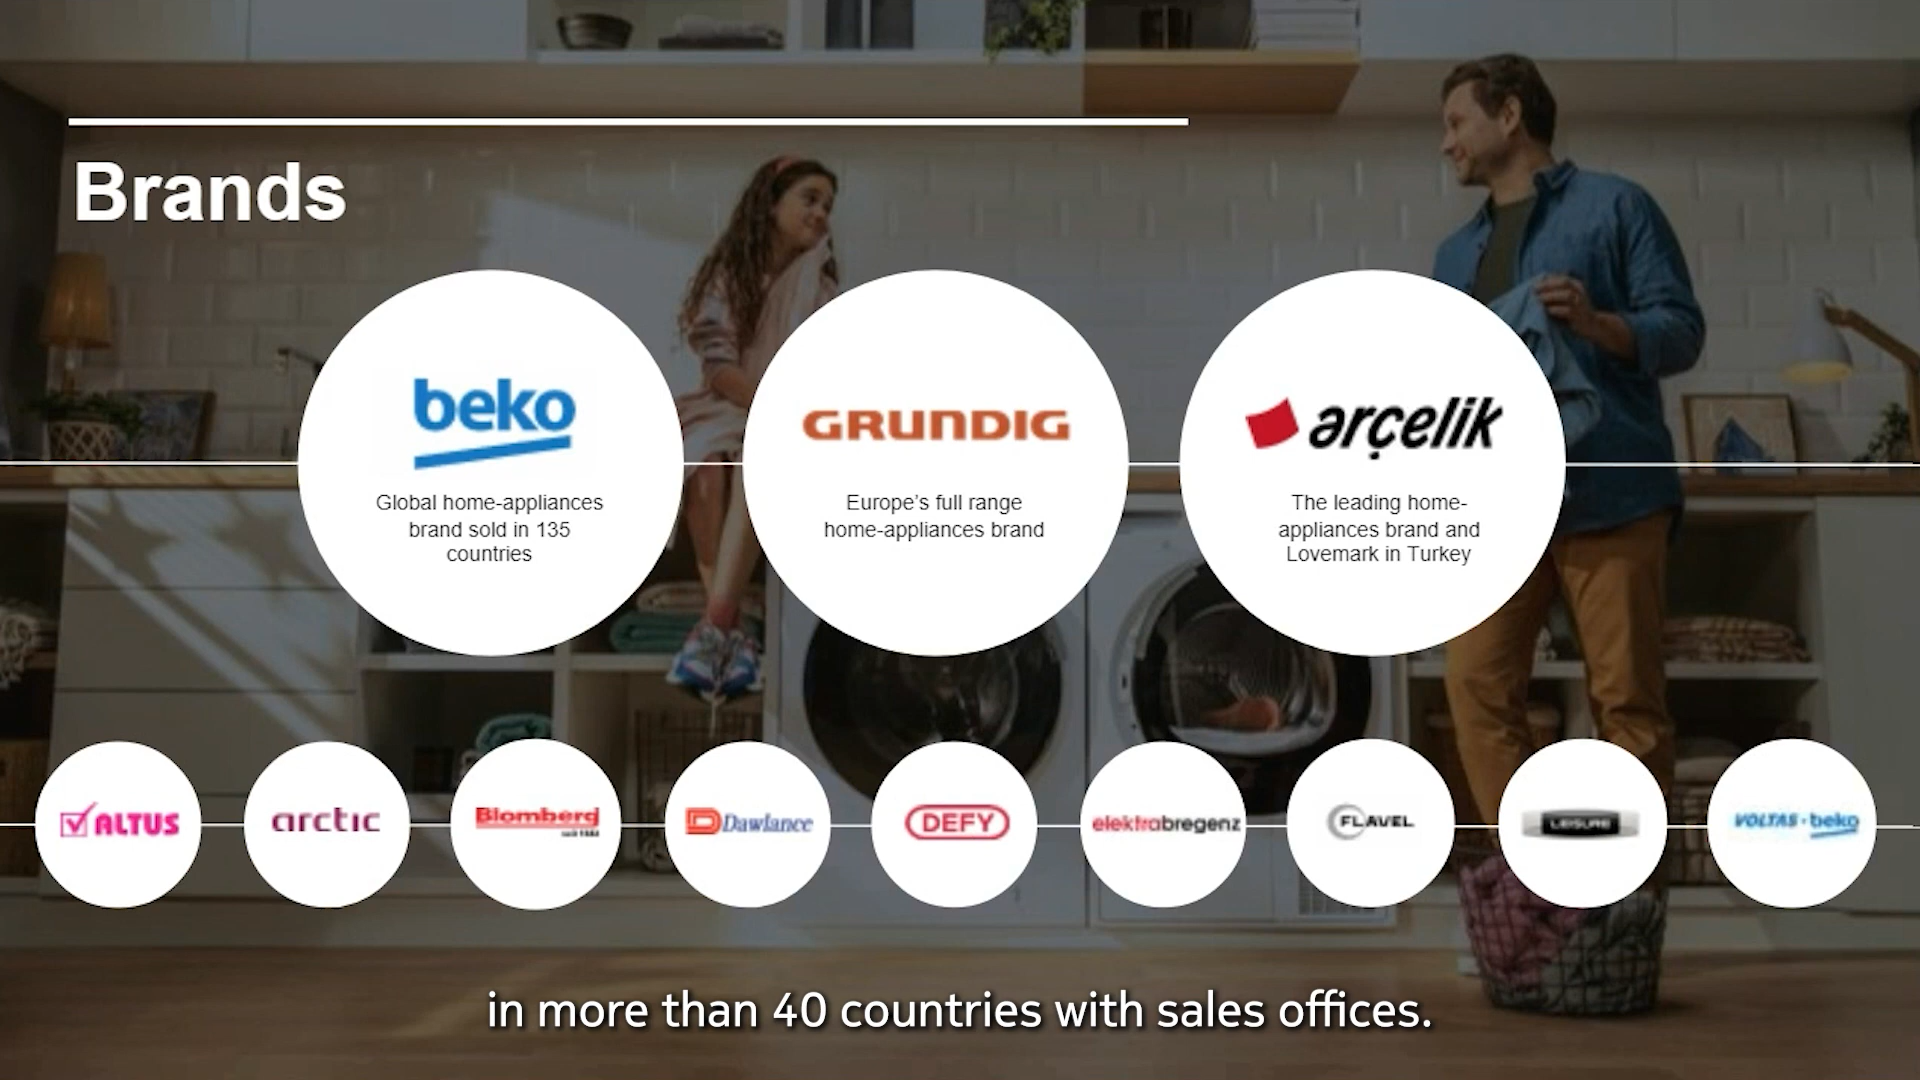 Brands
beko
Global home-appliances
brand sold in 135
countries
GRUNDIG
Europe’s full range
home-appliances brand
arçelik
The leading home-
appliances brand and
Lovemark in Turkey
ALTUS
arctic
Blomberg
Dawlance
DEFY
elektrabregenz
FLAVEL
LEISURE
VOLTAS · beko
in more than 40 countries with sales offices.